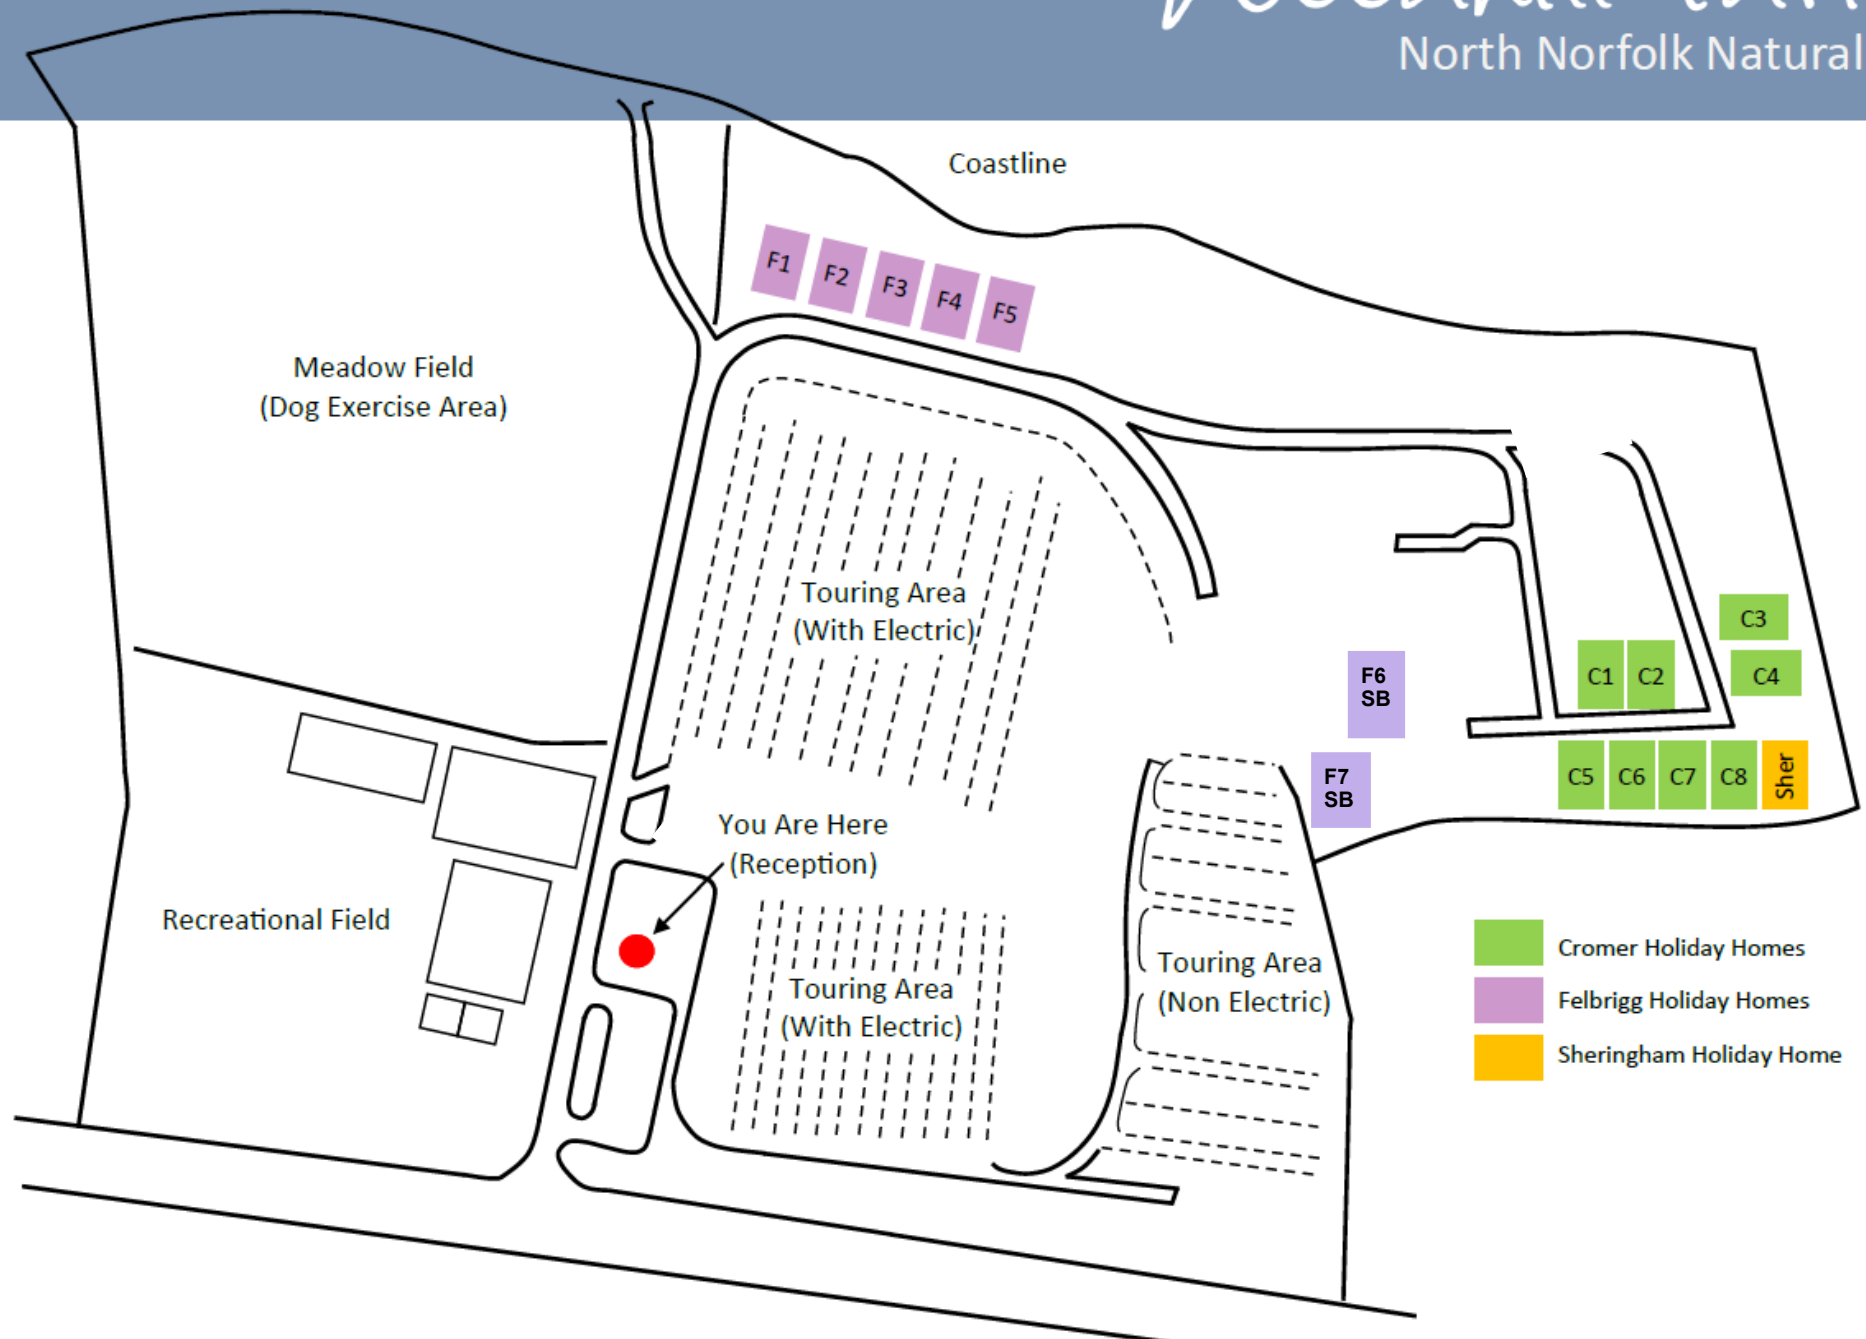 North Norfolk Natural
Coastline
F1
F2
F3
F4
F5
Meadow Field
(Dog Exercise Area)
Touring Area
(With Electric)
C3
C1
C2
C4
F6
SB
F7
SB
C5
C6
C7
C8
Sher
You Are Here
(Reception)
Recreational Field
Touring Area
(With Electric)
Touring Area
(Non Electric)
Cromer Holiday Homes
Felbrigg Holiday Homes
Sheringham Holiday Home